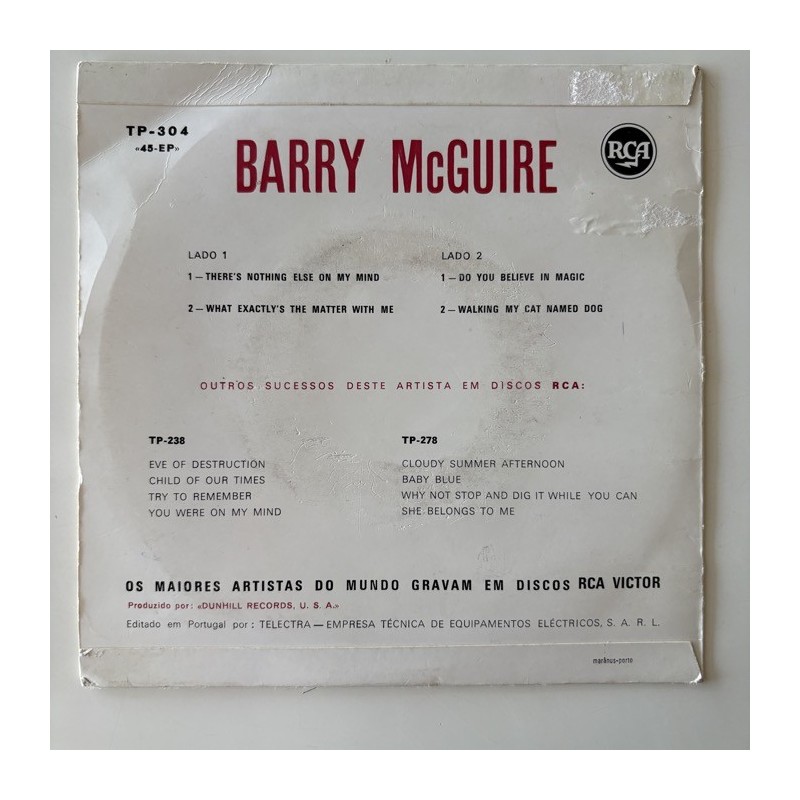 TP-304
«45-EP»
BARRY McGUIRE
RCA
LADO 1
1 — THERE'S NOTHING ELSE ON MY MIND
2 — WHAT EXACTLY'S THE MATTER WITH ME
LADO 2
1 — DO YOU BELIEVE IN MAGIC
2 — WALKING MY CAT NAMED DOG
OUTROS SUCESSOS DESTE ARTISTA EM DISCOS RCA:
TP-238
EVE OF DESTRUCTION
CHILD OF OUR TIMES
TRY TO REMEMBER
YOU WERE ON MY MIND
TP-278
CLOUDY SUMMER AFTERNOON
BABY BLUE
WHY NOT STOP AND DIG IT WHILE YOU CAN
SHE BELONGS TO ME
OS MAIORES ARTISTAS DO MUNDO GRAVAM EM DISCOS RCA VICTOR
Produzido por: «DUNHILL RECORDS, U. S. A.»
Editado em Portugal por: TELECTRA — EMPRESA TÉCNICA DE EQUIPAMENTOS ELÉCTRICOS, S. A. R. L.
marânus-porto